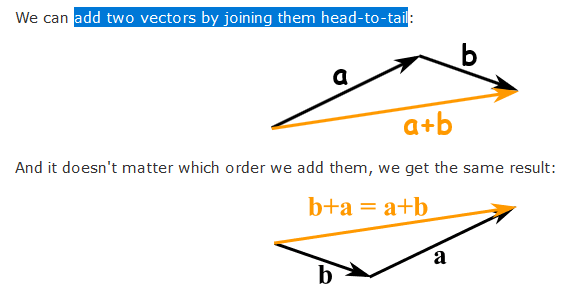 We can add two vectors by joining them head-to-tail:
a
b
a+b
And it doesn't matter which order we add them, we get the same result:
b+a = a+b
a
b